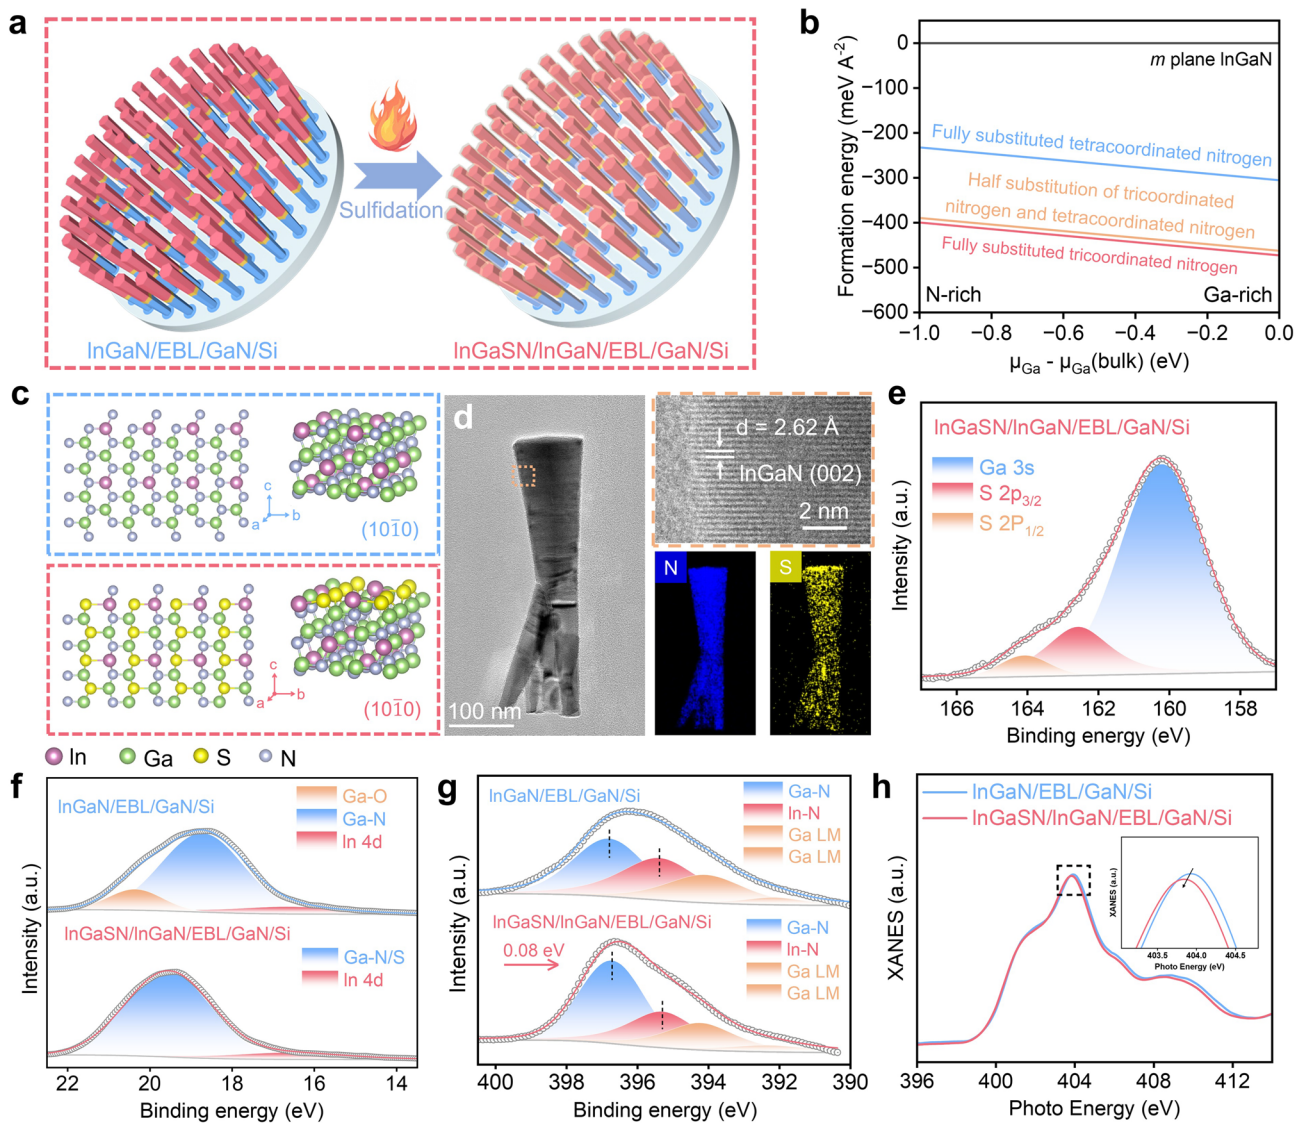 a
Sulfidation
InGaN/EBL/GaN/Si
InGaSN/InGaN/EBL/GaN/Si
b
Formation energy (meV A⁻²)
0
−100
−200
−300
−400
−500
−600
m plane InGaN
Fully substituted tetracoordinated nitrogen
Half substitution of tricoordinated
nitrogen and tetracoordinated nitrogen
Fully substituted tricoordinated nitrogen
N-rich
Ga-rich
−1.0
−0.8
−0.6
−0.4
−0.2
0.0
μGa - μGa(bulk) (eV)
c
c
a
b
(101̅0)
c
a
b
(101̅0)
In
Ga
S
N
d
100 nm
d = 2.62 Å
InGaN (002)
2 nm
N
S
e
InGaSN/InGaN/EBL/GaN/Si
Ga 3s
S 2p3/2
S 2P1/2
Intensity (a.u.)
166
164
162
160
158
Binding energy (eV)
f
InGaN/EBL/GaN/Si
Ga-O
Ga-N
In 4d
InGaSN/InGaN/EBL/GaN/Si
Ga-N/S
In 4d
Intensity (a.u.)
22
20
18
16
14
Binding energy (eV)
g
InGaN/EBL/GaN/Si
Ga-N
In-N
Ga LM
Ga LM
InGaSN/InGaN/EBL/GaN/Si
0.08 eV
Ga-N
In-N
Ga LM
Ga LM
Intensity (a.u.)
400
398
396
394
392
390
Binding energy (eV)
h
InGaN/EBL/GaN/Si
InGaSN/InGaN/EBL/GaN/Si
XANES (a.u.)
XANES (a.u.)
403.5
404.0
404.5
Photo Energy (eV)
396
400
404
408
412
Photo Energy (eV)